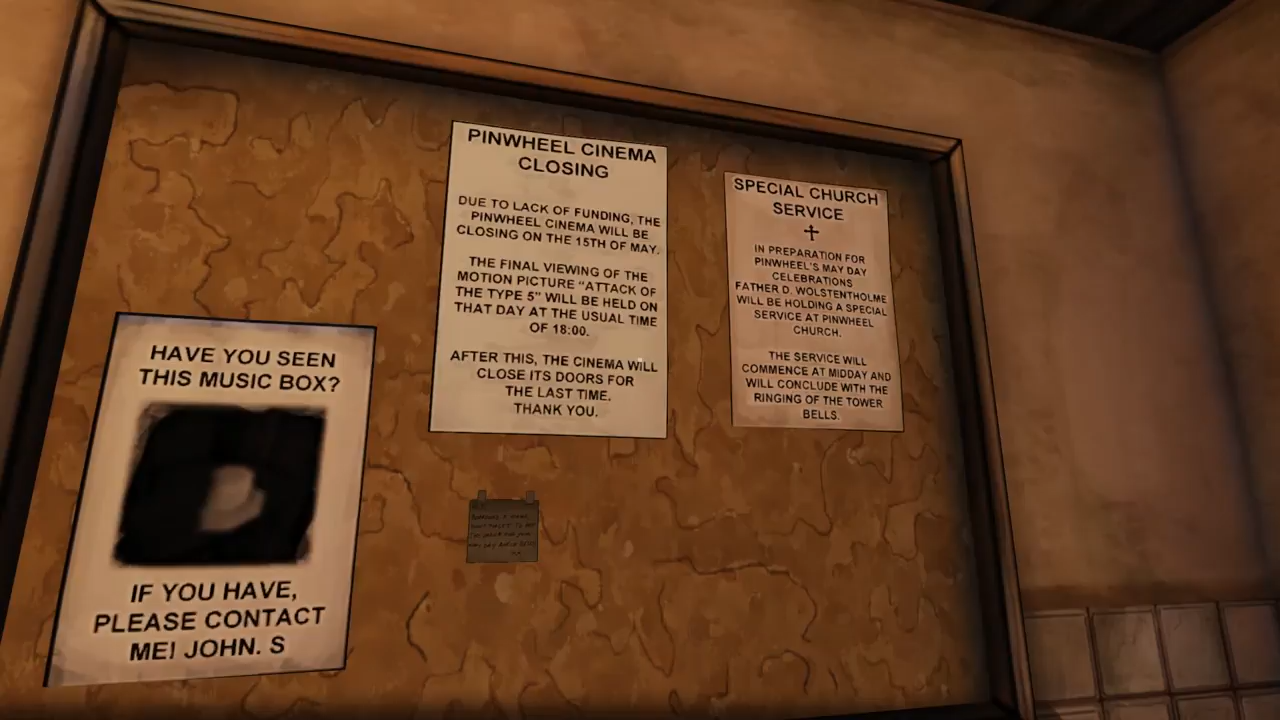 HAVE YOU SEEN
THIS MUSIC BOX?
IF YOU HAVE,
PLEASE CONTACT
ME! JOHN. S
PINWHEEL CINEMA
CLOSING
DUE TO LACK OF FUNDING, THE
PINWHEEL CINEMA WILL BE
CLOSING ON THE 15TH OF MAY.
THE FINAL VIEWING OF THE
MOTION PICTURE "ATTACK OF
THE TYPE 5" WILL BE HELD ON
THAT DAY AT THE USUAL TIME
OF 18:00.
AFTER THIS, THE CINEMA WILL
CLOSE ITS DOORS FOR
THE LAST TIME.
THANK YOU.
SPECIAL CHURCH
SERVICE
IN PREPARATION FOR
PINWHEEL'S MAY DAY
CELEBRATIONS
FATHER D. WOLSTENTHOLME
WILL BE HOLDING A SPECIAL
SERVICE AT PINWHEEL
CHURCH.
THE SERVICE WILL
COMMENCE AT MIDDAY AND
WILL CONCLUDE WITH THE
RINGING OF THE TOWER
BELLS.